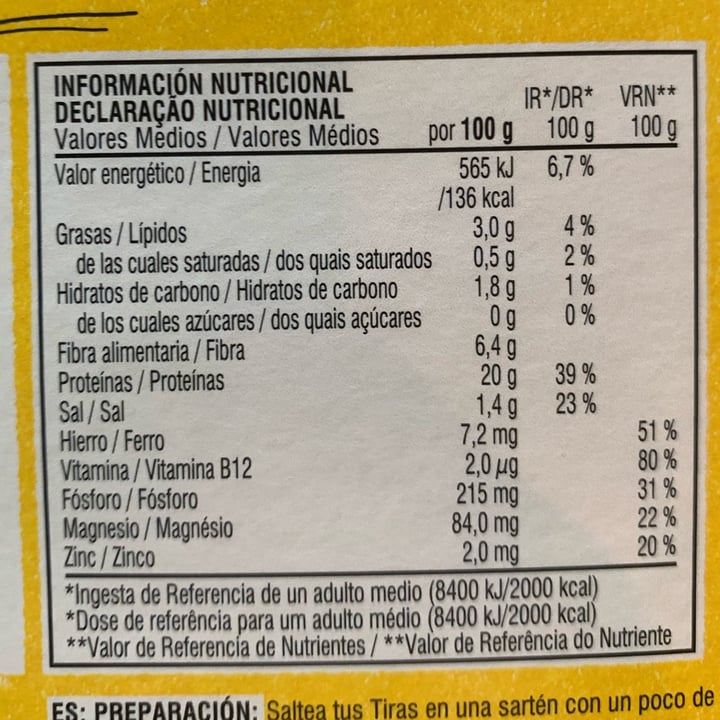 INFORMACIÓN NUTRICIONAL
DECLARAÇÃO NUTRICIONAL IR*/DR* VRN**
Valores Medios / Valores Médios por 100 g 100 g 100 g
Valor energético / Energia 565 kJ 6,7 %
/136 kcal
Grasas / Lípidos 3,0 g 4 %
de las cuales saturadas / dos quais saturados 0,5 g 2 %
Hidratos de carbono / Hidratos de carbono 1,8 g 1 %
de los cuales azúcares / dos quais açúcares 0 g 0 %
Fibra alimentaria / Fibra 6,4 g
Proteínas / Proteínas 20 g 39 %
Sal / Sal 1,4 g 23 %
Hierro / Ferro 7,2 mg 51 %
Vitamina / Vitamina B12 2,0 µg 80 %
Fósforo / Fósforo 215 mg 31 %
Magnesio / Magnésio 84,0 mg 22 %
Zinc / Zinco 2,0 mg 20 %
*Ingesta de Referencia de un adulto medio (8400 kJ/2000 kcal)
*Dose de referência para um adulto médio (8400 kJ/2000 kcal)
**Valor de Referencia de Nutrientes / **Valor de Referência do Nutriente
ES: PREPARACIÓN: Saltea tus Tiras en una sartén con un poco de